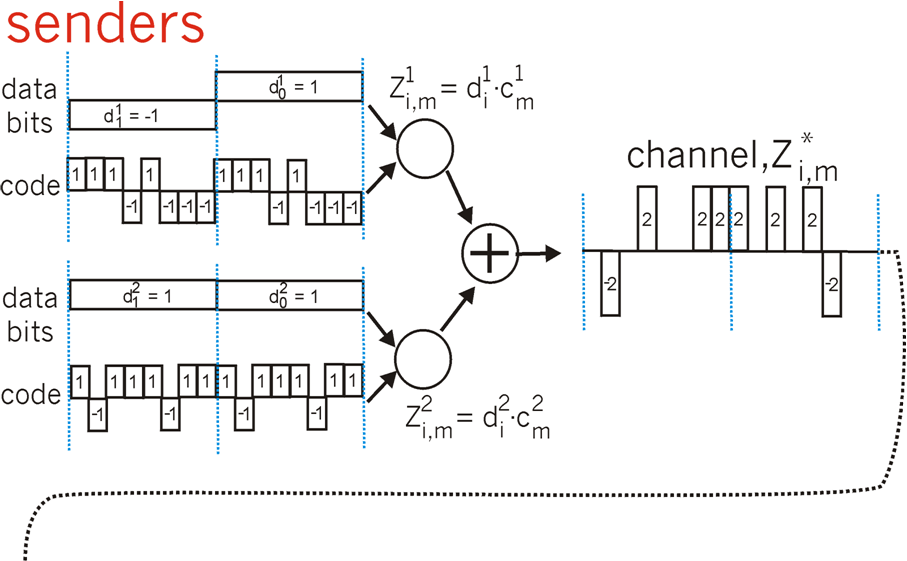 senders
data bits
d¹₁ = -1
d¹₀ = 1
Z¹i,m = d¹i·c¹m
code
1 1 1 -1 1 -1 -1 -1 1 1 1 -1 1 -1 -1 -1
channel, Z*i,m
-2 2 2 2 2 2 2 -2
data bits
d²₁ = 1
d²₀ = 1
code
1 -1 1 1 1 -1 1 1 1 -1 1 1 1 -1 1 1
Z²i,m = d²i·c²m